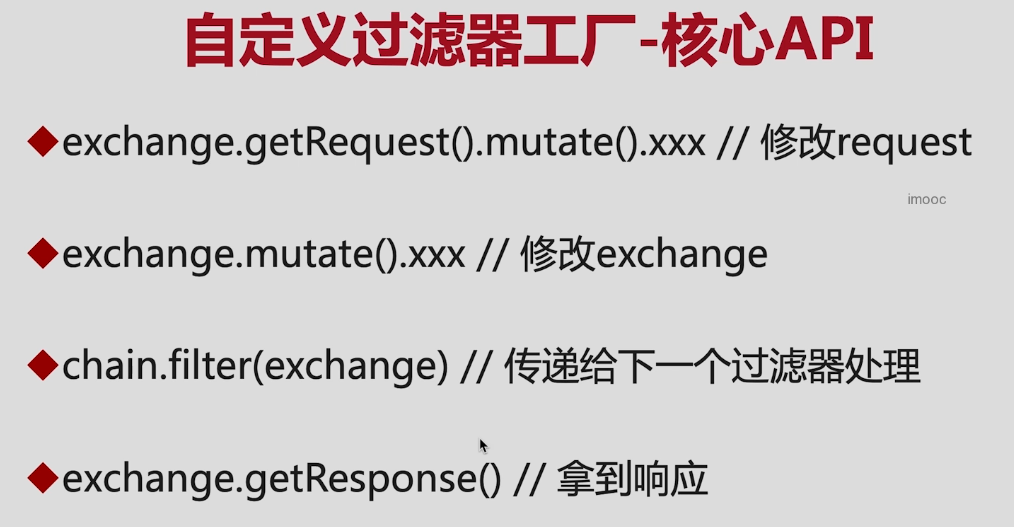 自定义过滤器工厂-核心API
exchange.getRequest().mutate().xxx // 修改request
imooc
exchange.mutate().xxx // 修改exchange
chain.filter(exchange) // 传递给下一个过滤器处理
exchange.getResponse() // 拿到响应